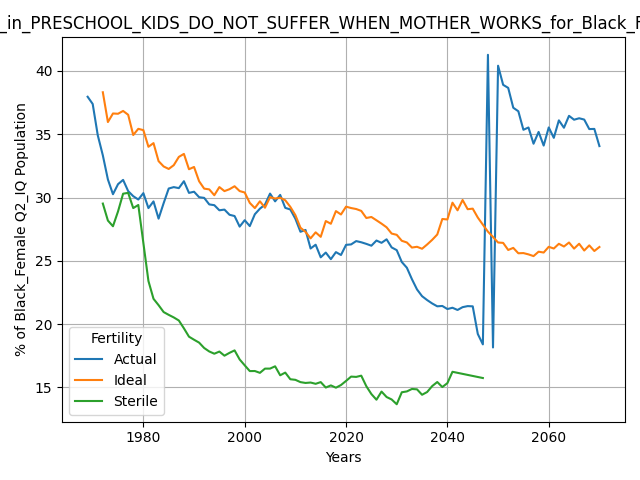 _in_PRESCHOOL_KIDS_DO_NOT_SUFFER_WHEN_MOTHER_WORKS_for_Black_F
% of Black_Female Q2_IQ Population
40
35
30
25
20
15
Fertility
Actual
Ideal
Sterile
1980 2000 2020 2040 2060
Years